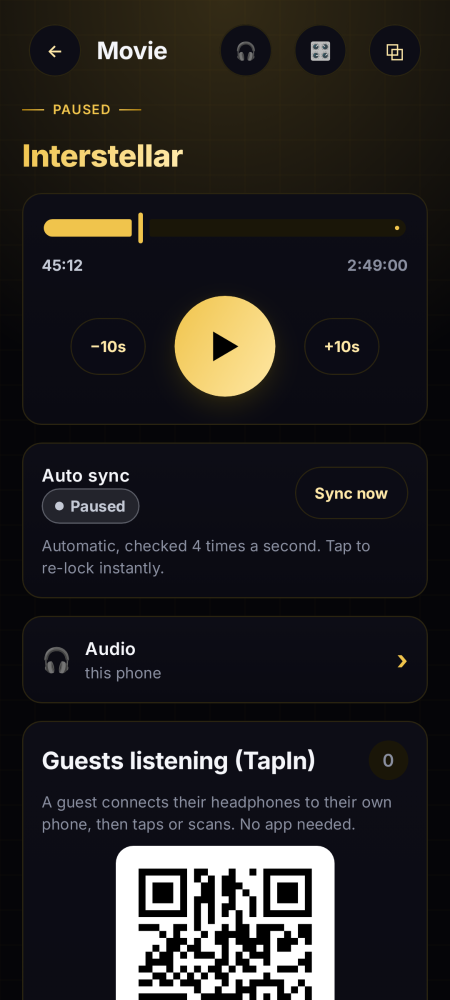 Movie
PAUSED
Interstellar
45:12
2:49:00
−10s
+10s
Auto sync
Paused
Sync now
Automatic, checked 4 times a second. Tap to
re-lock instantly.
Audio
this phone
Guests listening (TapIn)
0
A guest connects their headphones to their own
phone, then taps or scans. No app needed.